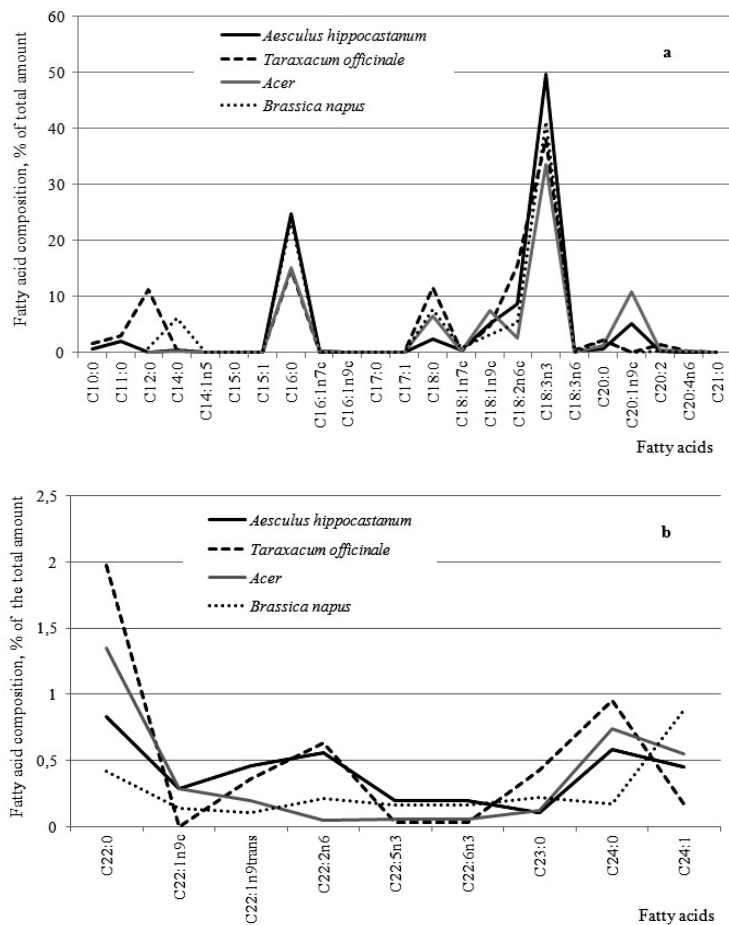 60
50
40
30
20
10
0
Fatty acid composition, % of total amount
Aesculus hippocastanum
Taraxacum officinale
Acer
Brassica napus
a
C10:0
C11:0
C12:0
C14:0
C14:1n5
C15:0
C15:1
C16:0
C16:1n7c
C16:1n9c
C17:0
C17:1
C18:0
C18:1n7c
C18:1n9c
C18:2n6c
C18:3n3
C18:3n6
C20:0
C20:1n9c
C20:2
C20:4n6
C21:0
Fatty acids
2,5
2
1,5
1
0,5
0
Fatty acid composition, % of the total amount
Aesculus hippocastanum
Taraxacum officinale
Acer
Brassica napus
b
C22:0
C22:1n9c
C22:1n9trans
C22:2n6
C22:5n3
C22:6n3
C23:0
C24:0
C24:1
Fatty acids